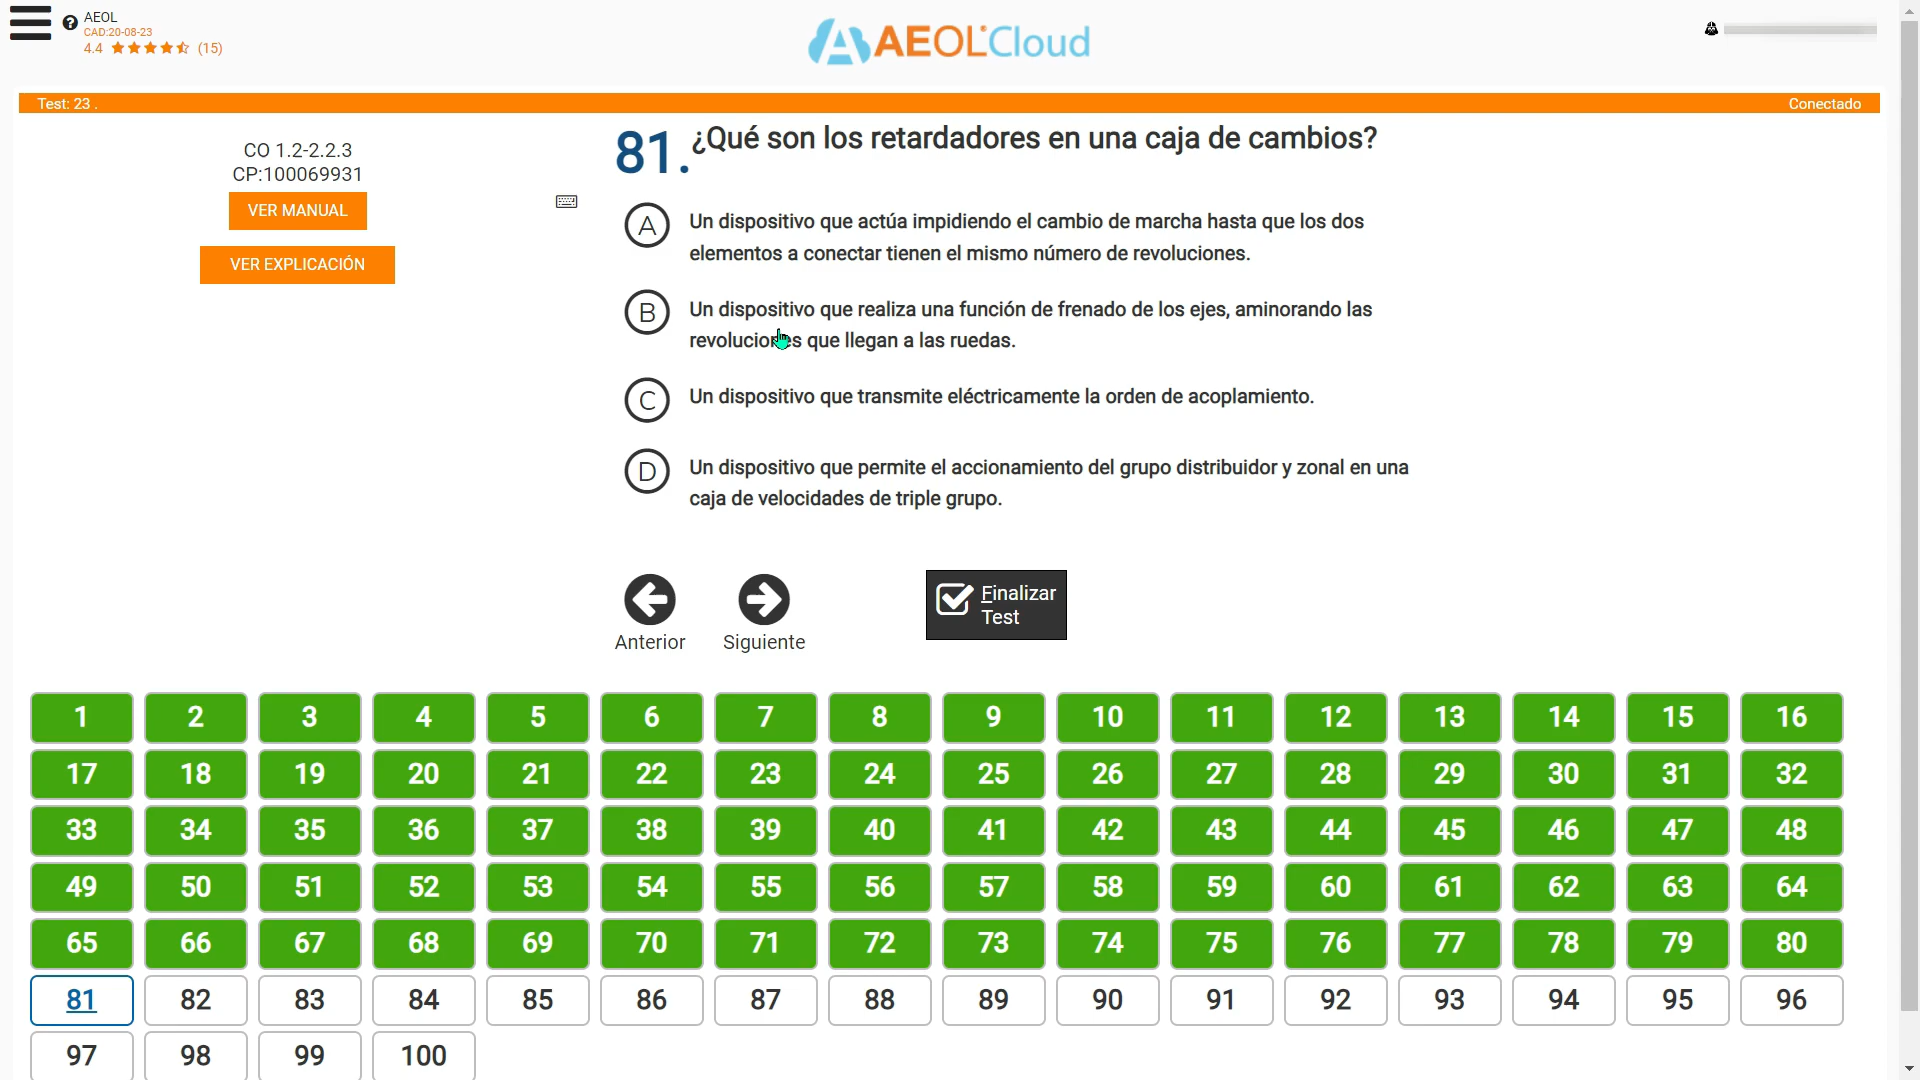 AEOL
CAD:20-08-23
4.4 (15)
AEOL Cloud
Test: 23 .
Conectado
CO 1.2-2.2.3
CP:100069931
VER MANUAL
VER EXPLICACIÓN
81. ¿Qué son los retardadores en una caja de cambios?
A Un dispositivo que actúa impidiendo el cambio de marcha hasta que los dos
elementos a conectar tienen el mismo número de revoluciones.
B Un dispositivo que realiza una función de frenado de los ejes, aminorando las
revoluciones que llegan a las ruedas.
C Un dispositivo que transmite eléctricamente la orden de acoplamiento.
D Un dispositivo que permite el accionamiento del grupo distribuidor y zonal en una
caja de velocidades de triple grupo.
Anterior
Siguiente
Finalizar
Test
1 2 3 4 5 6 7 8 9 10 11 12 13 14 15 16
17 18 19 20 21 22 23 24 25 26 27 28 29 30 31 32
33 34 35 36 37 38 39 40 41 42 43 44 45 46 47 48
49 50 51 52 53 54 55 56 57 58 59 60 61 62 63 64
65 66 67 68 69 70 71 72 73 74 75 76 77 78 79 80
81 82 83 84 85 86 87 88 89 90 91 92 93 94 95 96
97 98 99 100